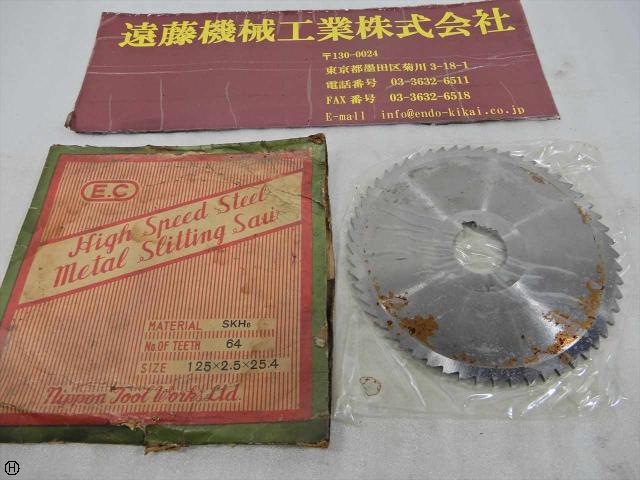 遠藤機械工業株式会社
〒130-0024
東京都墨田区菊川 3-18-1
電話番号 03-3632-6511
FAX番号 03-3632-6518
E-mall info@endo-kikai.co.jp
E.C
High Speed Steel
Metal Slitting Saw
MATERIAL SKH8
No. OF TEETH 64
SIZE 125×2.5×25.4
Nippon Tool Works Ltd.
H